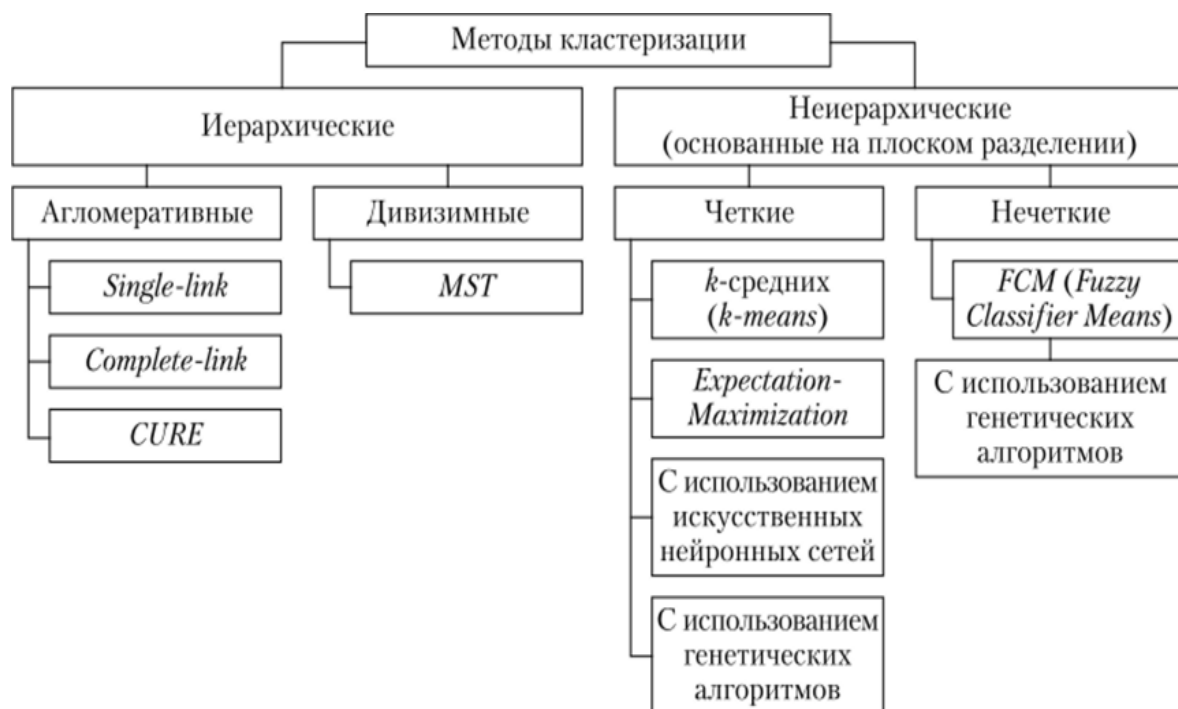 Методы кластеризации
Иерархические
Неиерархические
(основанные на плоском разделении)
Агломеративные
Дивизимные
Четкие
Нечеткие
Single-link
Complete-link
CURE
MST
k-средних
(k-means)
Expectation-
Maximization
С использованием
искусственных
нейронных сетей
С использованием
генетических
алгоритмов
FCM (Fuzzy
Classifier Means)
С использованием
генетических
алгоритмов